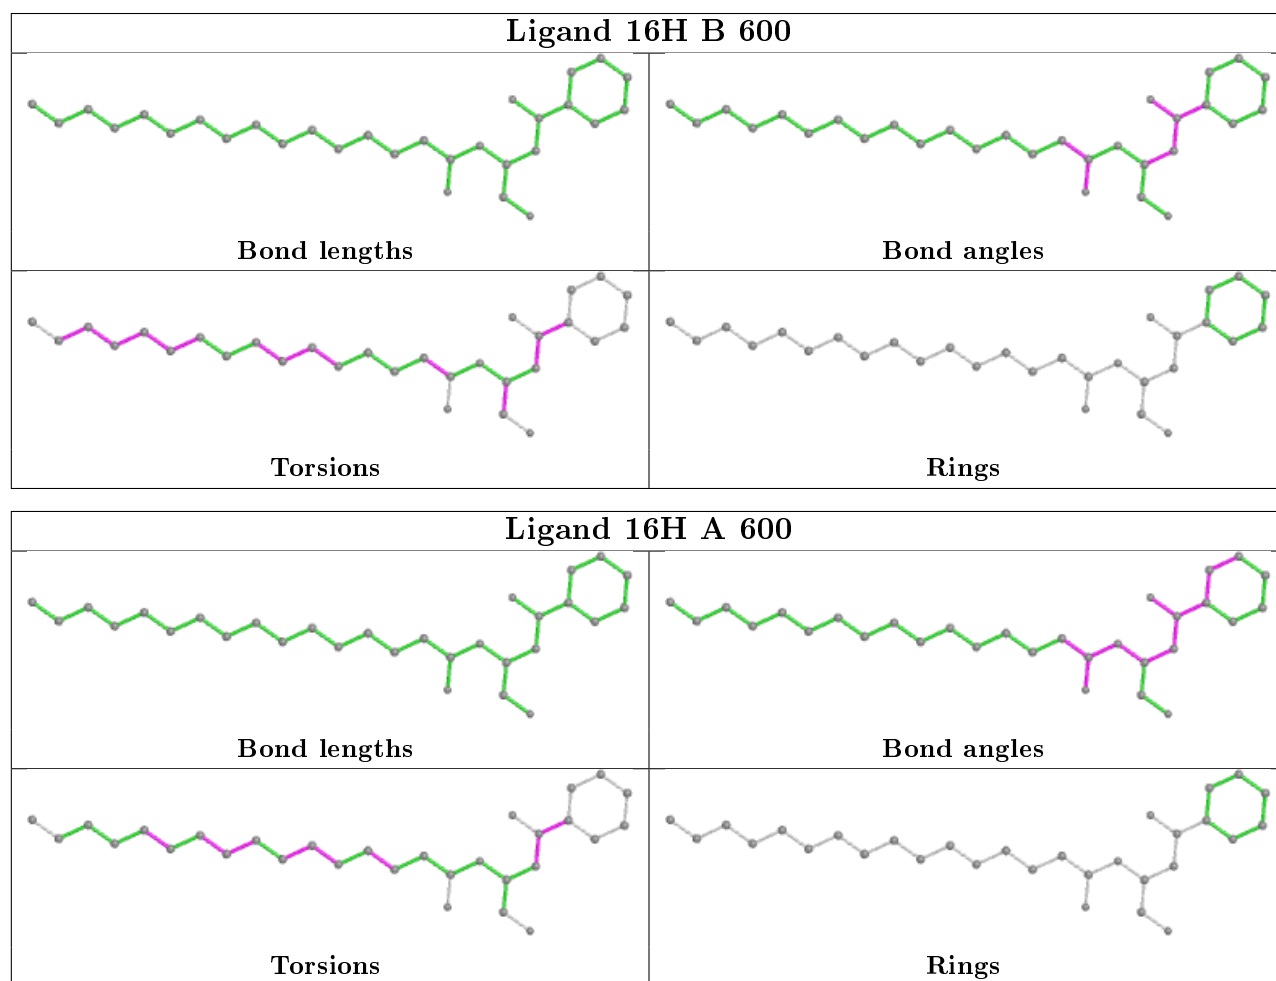 Ligand 16H B 600
Bond lengths
Bond angles
Torsions
Rings
Ligand 16H A 600
Bond lengths
Bond angles
Torsions
Rings